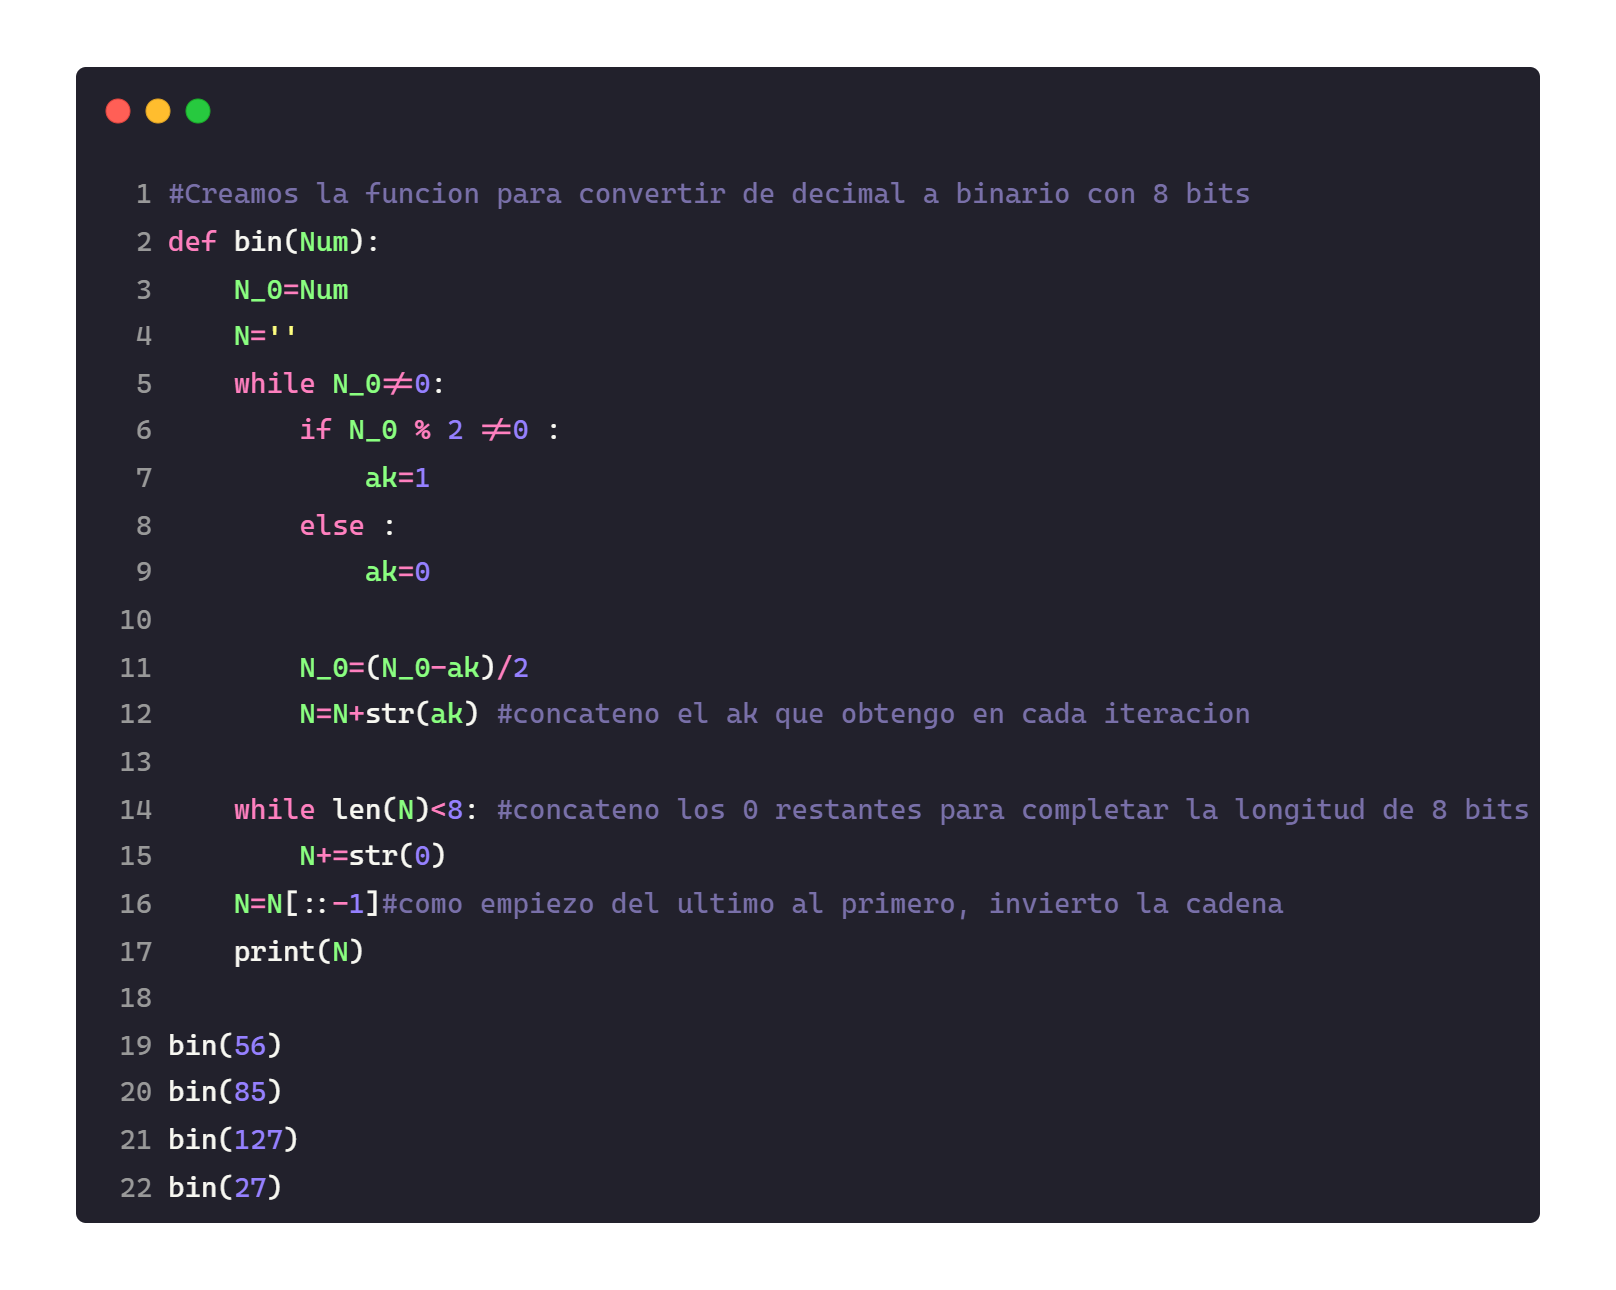 1 #Creamos la funcion para convertir de decimal a binario con 8 bits
2 def bin(Num):
3     N_0=Num
4     N=''
5     while N_0!=0:
6         if N_0 % 2 !=0 :
7             ak=1
8         else :
9             ak=0
10
11         N_0=(N_0-ak)/2
12         N=N+str(ak) #concateno el ak que obtengo en cada iteracion
13
14     while len(N)<8: #concateno los 0 restantes para completar la longitud de 8 bits
15         N+=str(0)
16     N=N[::-1]#como empiezo del ultimo al primero, invierto la cadena
17     print(N)
18
19 bin(56)
20 bin(85)
21 bin(127)
22 bin(27)